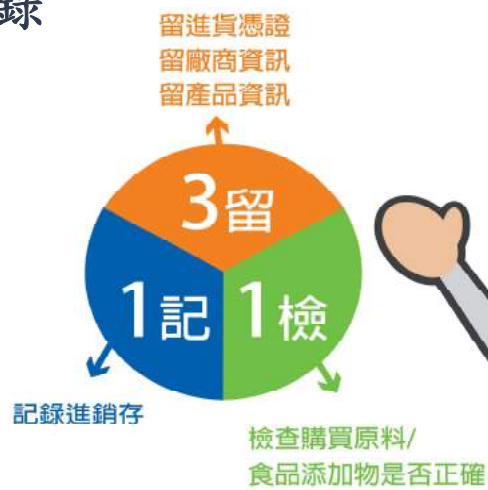 錄
留進貨憑證
留廠商資訊
留產品資訊
3留
1記
1檢
記錄進銷存
檢查購買原料/
食品添加物是否正確